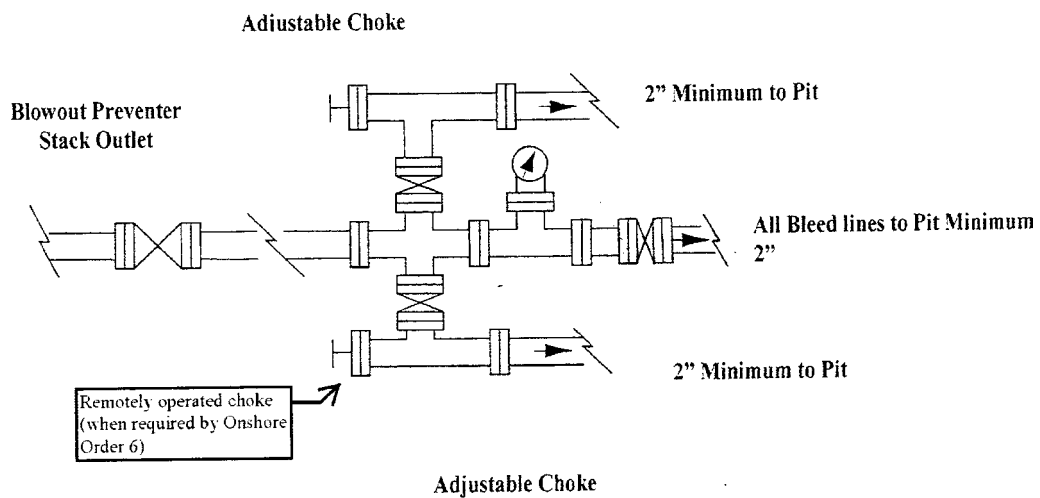 Adiustable Choke
2” Minimum to Pit
Blowout Preventer
Stack Outlet
All Bleed lines to Pit Minimum
2”
2” Minimum to Pit
Remotely operated choke
(when required by Onshore
Order 6)
Adjustable Choke